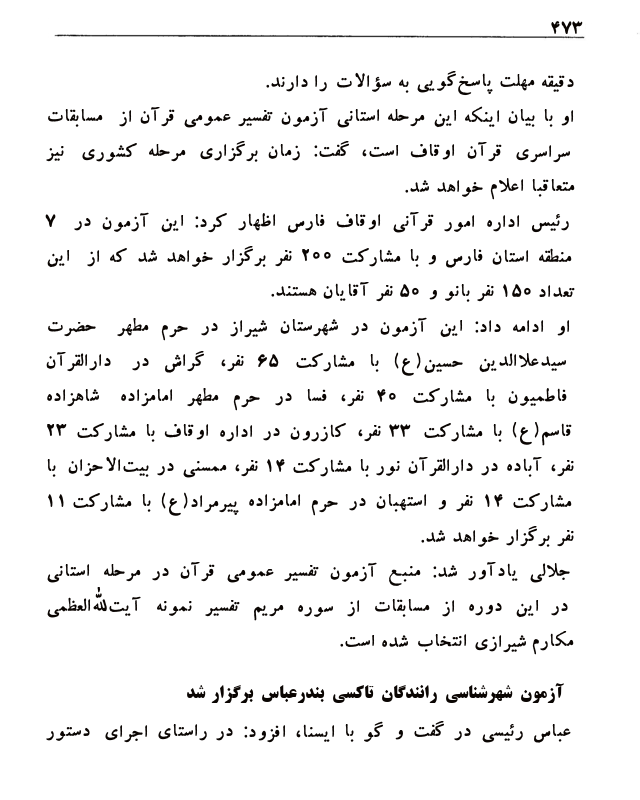 ۴۷۳
دقیقه مهلت پاسخ‌گویی به سؤالات را دارند.
او با بیان اینکه این مرحله استانی آزمون تفسیر عمومی قرآن از مسابقات
سراسری قرآن اوقاف است، گفت: زمان برگزاری مرحله کشوری نیز
متعاقبا اعلام خواهد شد.
رئیس اداره امور قرآنی اوقاف فارس اظهار کرد: این آزمون در ۷
منطقه استان فارس و با مشارکت ۲۰۰ نفر برگزار خواهد شد که از این
تعداد ۱۵۰ نفر بانو و ۵۰ نفر آقایان هستند.
او ادامه داد: این آزمون در شهرستان شیراز در حرم مطهر حضرت
سیدعلاالدین حسین(ع) با مشارکت ۶۵ نفر، گراش در دارالقرآن
فاطمیون با مشارکت ۴۰ نفر، فسا در حرم مطهر امامزاده شاهزاده
قاسم(ع) با مشارکت ۳۳ نفر، کازرون در اداره اوقاف با مشارکت ۲۳
نفر، آباده در دارالقرآن نور با مشارکت ۱۴ نفر، ممسنی در بیت‌الاحزان با
مشارکت ۱۴ نفر و استهبان در حرم امامزاده پیرمراد(ع) با مشارکت ۱۱
نفر برگزار خواهد شد.
جلالی یادآور شد: منبع آزمون تفسیر عمومی قرآن در مرحله استانی
در این دوره از مسابقات از سوره مریم تفسیر نمونه آیت‌لله‌العظمی
مکارم شیرازی انتخاب شده است.
آزمون شهرشناسی رانندگان تاکسی بندرعباس برگزار شد
عباس رئیسی در گفت و گو با ایسنا، افزود: در راستای اجرای دستور